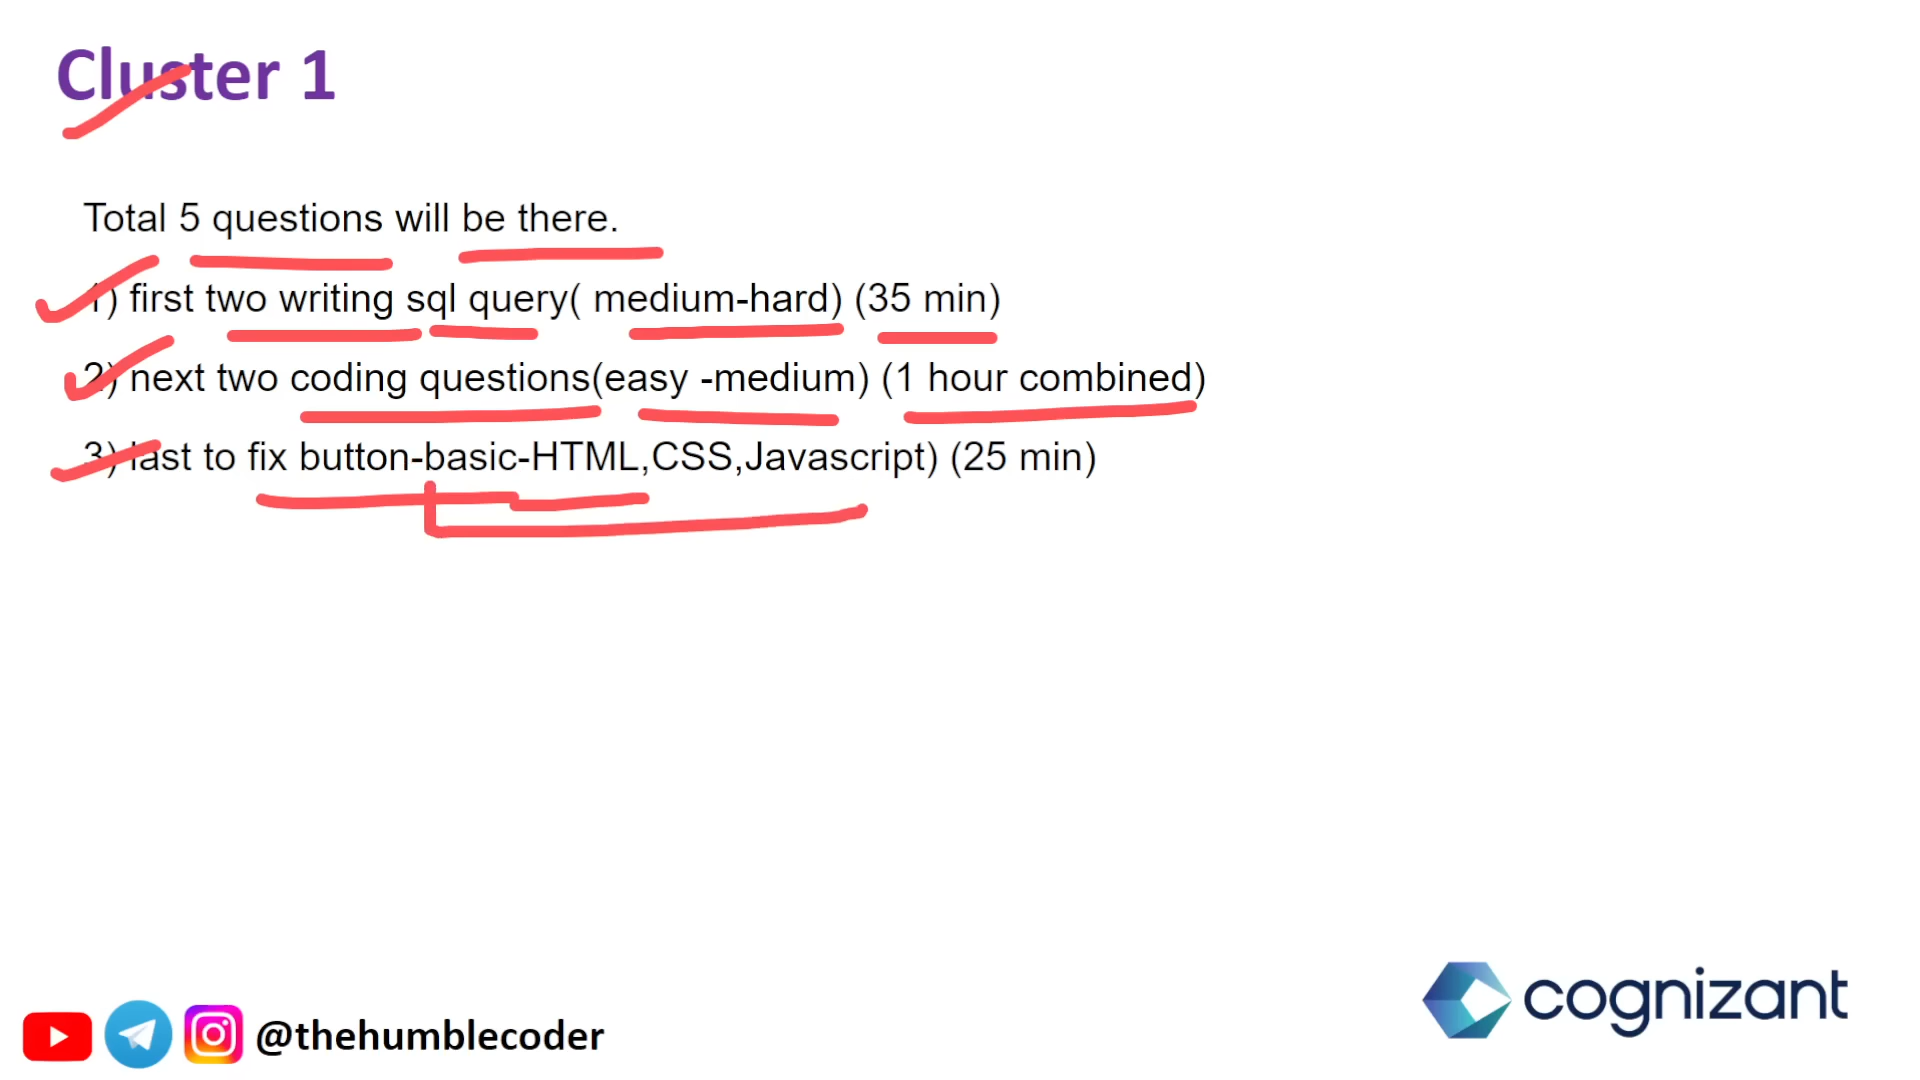 Cluster 1
Total 5 questions will be there.
1) first two writing sql query( medium-hard) (35 min)
2) next two coding questions(easy -medium) (1 hour combined)
3) last to fix button-basic-HTML,CSS,Javascript) (25 min)
@thehumblecoder
cognizant